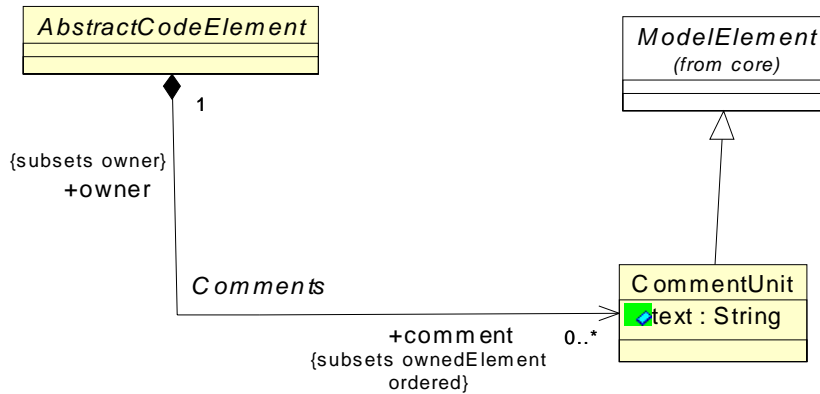 AbstractCodeElement
ModelElement
(from core)
1
{subsets owner}
+owner
Comments
CommentUnit
text : String
+comment
0..*
{subsets ownedElement
ordered}